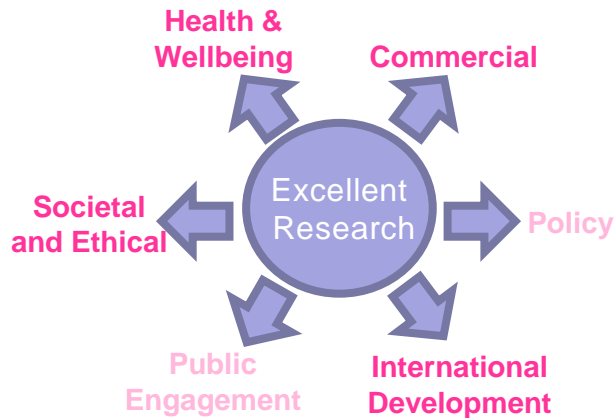 Health &
Wellbeing
Commercial
Excellent
Research
Societal
and Ethical
Policy
Public
Engagement
International
Development